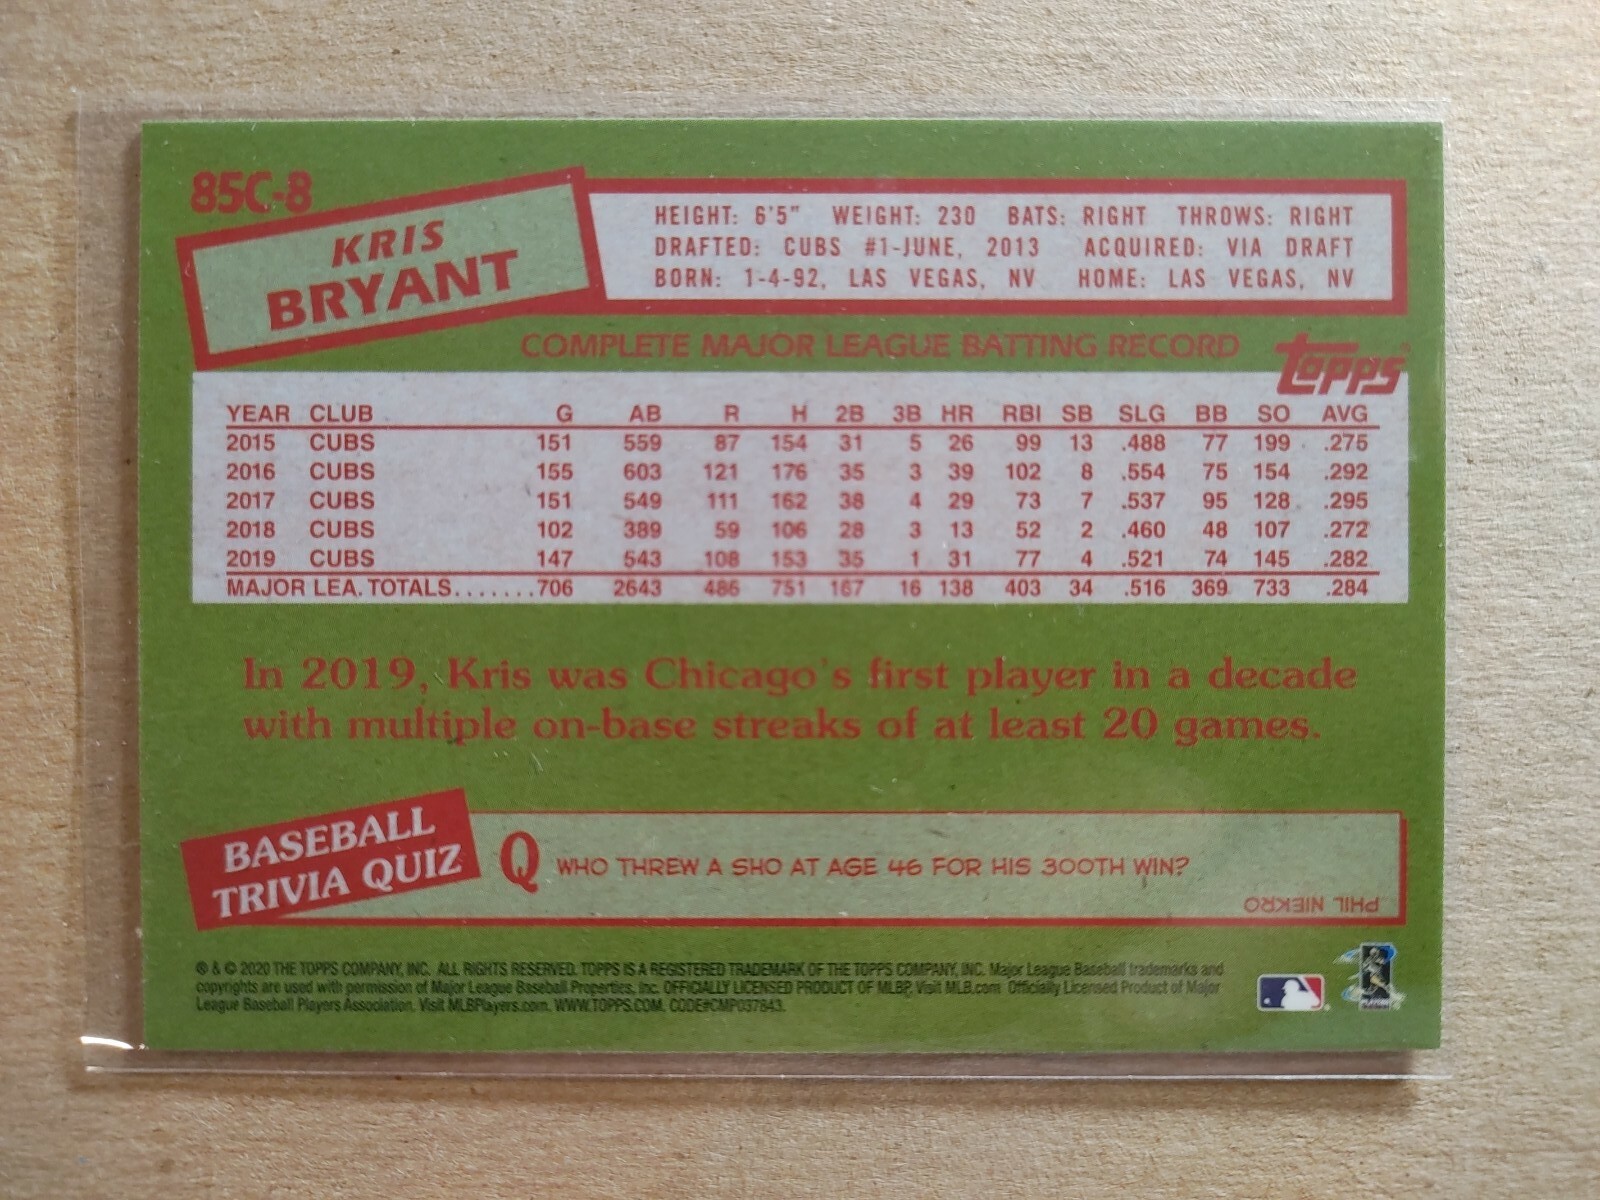 85C-8
KRIS
BRYANT
HEIGHT: 6'5" WEIGHT: 230 BATS: RIGHT THROWS: RIGHT
DRAFTED: CUBS #1-JUNE, 2013 ACQUIRED: VIA DRAFT
BORN: 1-4-92, LAS VEGAS, NV HOME: LAS VEGAS, NV
COMPLETE MAJOR LEAGUE BATTING RECORD
Topps
YEAR CLUB G AB R H 2B 3B HR RBI SB SLG BB SO AVG
2015 CUBS 151 559 87 154 31 5 26 99 13 .488 77 199 .275
2016 CUBS 155 603 121 176 35 3 39 102 8 .554 75 154 .292
2017 CUBS 151 549 111 162 38 4 29 73 7 .537 95 128 .295
2018 CUBS 102 389 59 106 28 3 13 52 2 .460 48 107 .272
2019 CUBS 147 543 108 153 35 1 31 77 4 .521 74 145 .282
MAJOR LEA. TOTALS.......706 2643 486 751 167 16 138 403 34 .516 369 733 .284
In 2019, Kris was Chicago's first player in a decade
with multiple on-base streaks of at least 20 games.
BASEBALL
TRIVIA QUIZ
Q WHO THREW A SHO AT AGE 46 FOR HIS 300TH WIN?
PHIL NIEKRO
® & © 2020 THE TOPPS COMPANY, INC. ALL RIGHTS RESERVED. TOPPS IS A REGISTERED TRADEMARK OF THE TOPPS COMPANY, INC. Major League Baseball trademarks and
copyrights are used with permission of Major League Baseball Properties, Inc. OFFICIALLY LICENSED PRODUCT OF MLBP. Visit MLB.com. Officially Licensed Product of Major
League Baseball Players Association. Visit MLBPlayers.com. WWW.TOPPS.COM. CODE#CMP037843.